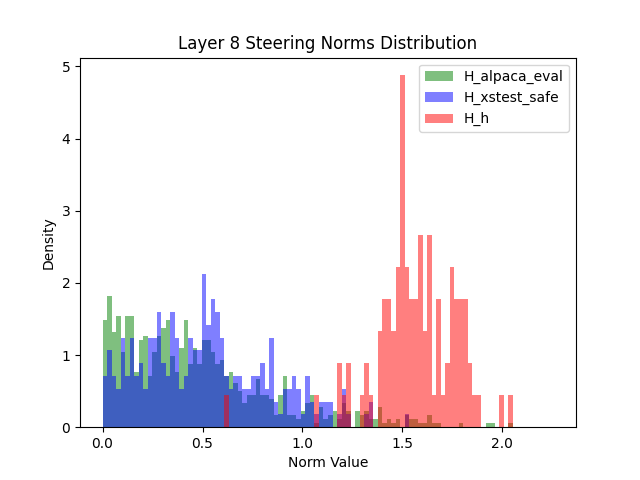 Layer 8 Steering Norms Distribution
H_alpaca_eval
H_xstest_safe
H_h
Density
5
4
3
2
1
0
0.0 0.5 1.0 1.5 2.0
Norm Value